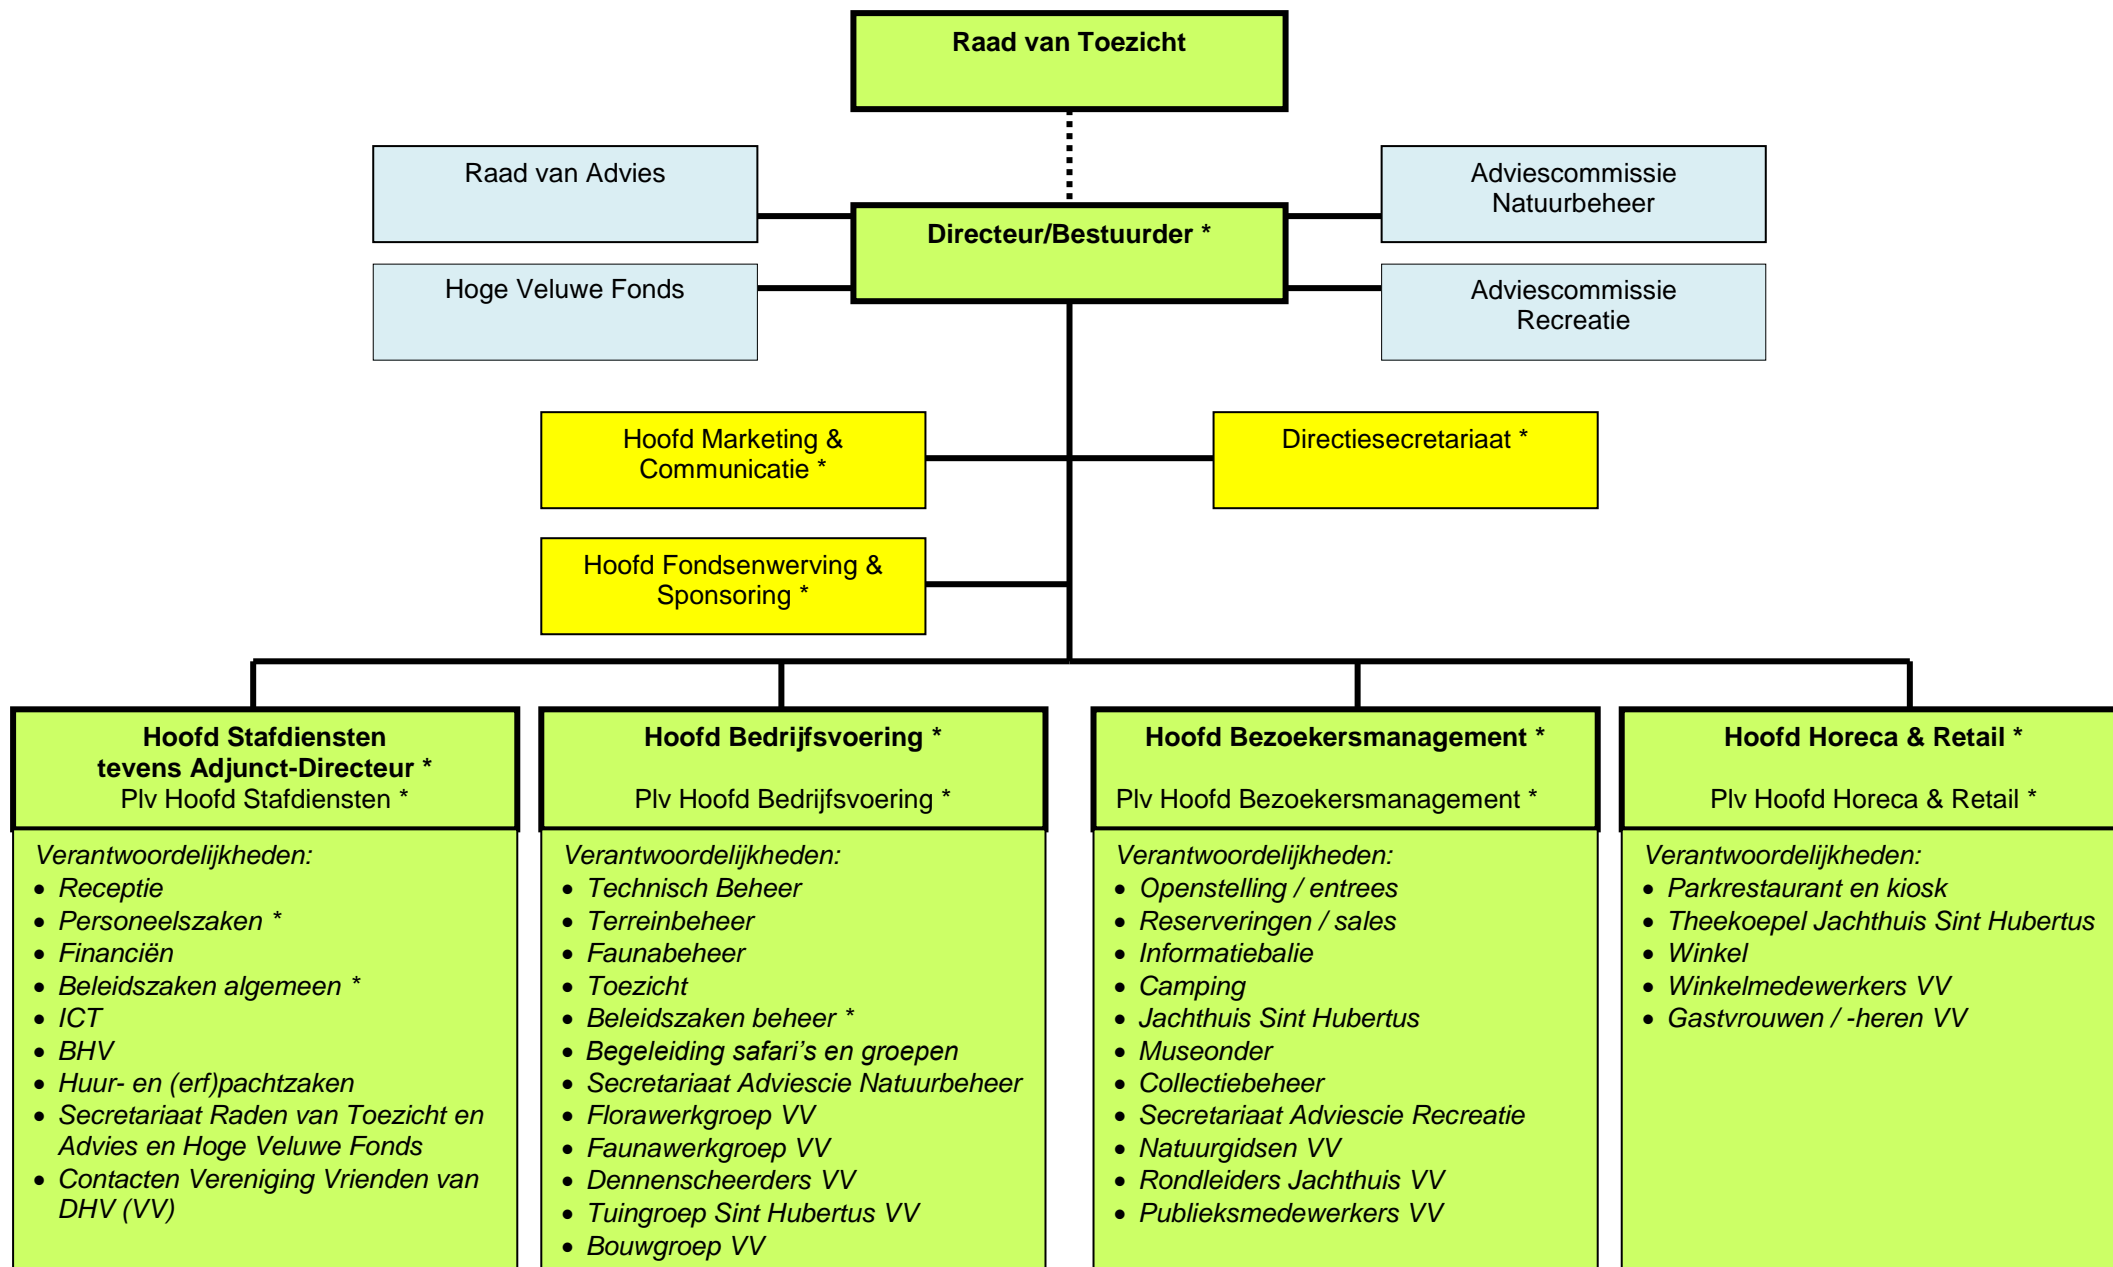 Raad van Toezicht
Raad van Advies
Adviescommissie
Natuurbeheer
Directeur/Bestuurder *
Hoge Veluwe Fonds
Adviescommissie
Recreatie
Hoofd Marketing &
Communicatie *
Directiesecretariaat *
Hoofd Fondsenwerving &
Sponsoring *
Hoofd Stafdiensten
tevens Adjunct-Directeur *
Plv Hoofd Stafdiensten *
Verantwoordelijkheden:
• Receptie
• Personeelszaken *
• Financiën
• Beleidszaken algemeen *
• ICT
• BHV
• Huur- en (erf)pachtzaken
• Secretariaat Raden van Toezicht en
Advies en Hoge Veluwe Fonds
• Contacten Vereniging Vrienden van
DHV (VV)
Hoofd Bedrijfsvoering *
Plv Hoofd Bedrijfsvoering *
Verantwoordelijkheden:
• Technisch Beheer
• Terreinbeheer
• Faunabeheer
• Toezicht
• Beleidszaken beheer *
• Begeleiding safari's en groepen
• Secretariaat Adviescie Natuurbeheer
• Florawerkgroep VV
• Faunawerkgroep VV
• Dennenscheerders VV
• Tuingroep Sint Hubertus VV
• Bouwgroep VV
Hoofd Bezoekersmanagement *
Plv Hoofd Bezoekersmanagement *
Verantwoordelijkheden:
• Openstelling / entrees
• Reserveringen / sales
• Informatiebalie
• Camping
• Jachthuis Sint Hubertus
• Museonder
• Collectiebeheer
• Secretariaat Adviescie Recreatie
• Natuurgidsen VV
• Rondleiders Jachthuis VV
• Publieksmedewerkers VV
Hoofd Horeca & Retail *
Plv Hoofd Horeca & Retail *
Verantwoordelijkheden:
• Parkrestaurant en kiosk
• Theekoepel Jachthuis Sint Hubertus
• Winkel
• Winkelmedewerkers VV
• Gastvrouwen / -heren VV